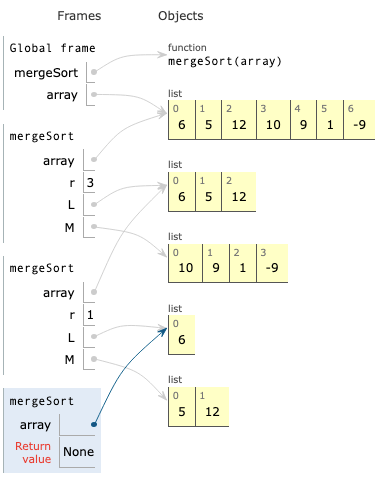 Frames Objects
Global frame
mergeSort
array
function
mergeSort(array)
list
0 1 2 3 4 5 6
6 5 12 10 9 1 -9
mergeSort
array
r 3
L
M
list
0 1 2
6 5 12
list
0 1 2 3
10 9 1 -9
mergeSort
array
r 1
L
M
list
0
6
list
0 1
5 12
mergeSort
array
Return
value None